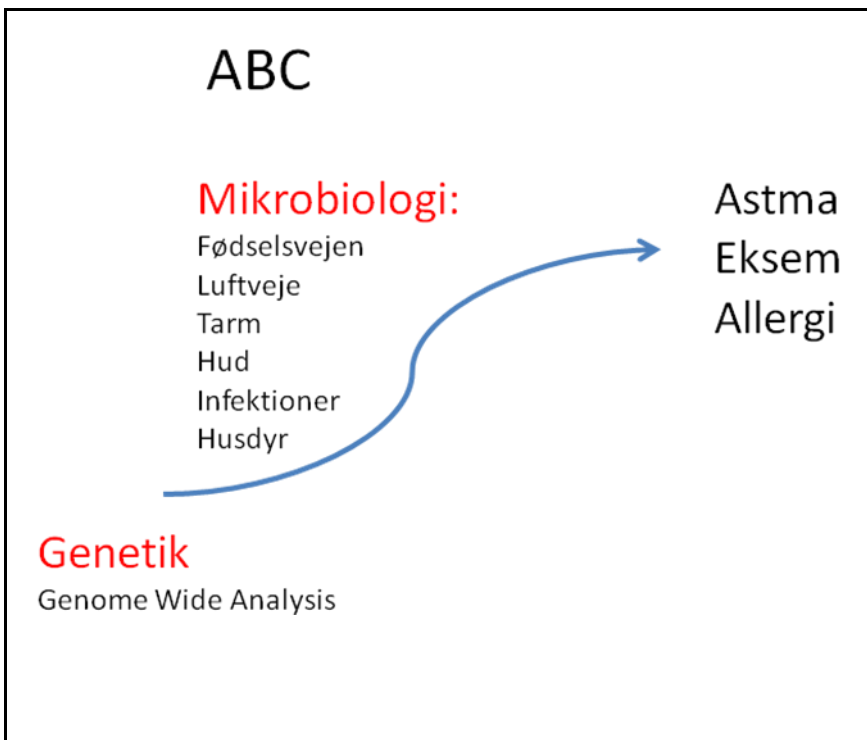 ABC
Mikrobiologi:
Fødselsvejen
Luftveje
Tarm
Hud
Infektioner
Husdyr
Astma
Eksem
Allergi
Genetik
Genome Wide Analysis